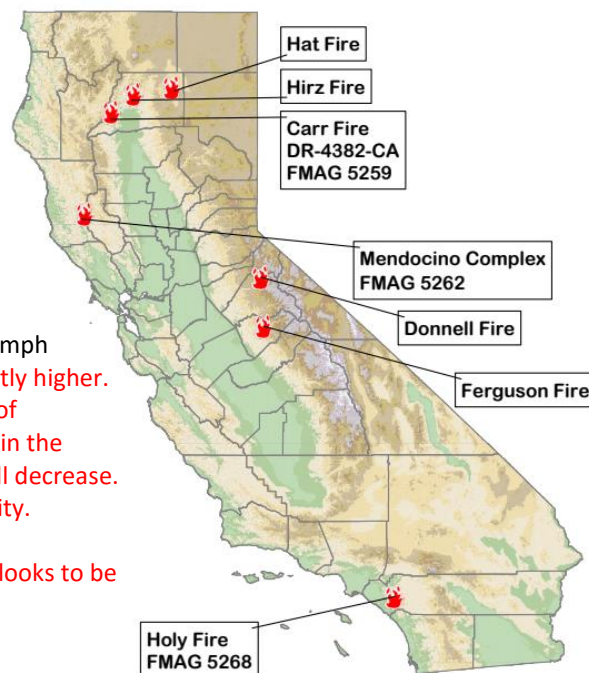 Hat Fire
Hirz Fire
Carr Fire
DR-4382-CA
FMAG 5259
Mendocino Complex
FMAG 5262
Donnell Fire
Ferguson Fire
mph
tly higher.
of
in the
ll decrease.
ity.
looks to be
Holy Fire
FMAG 5268